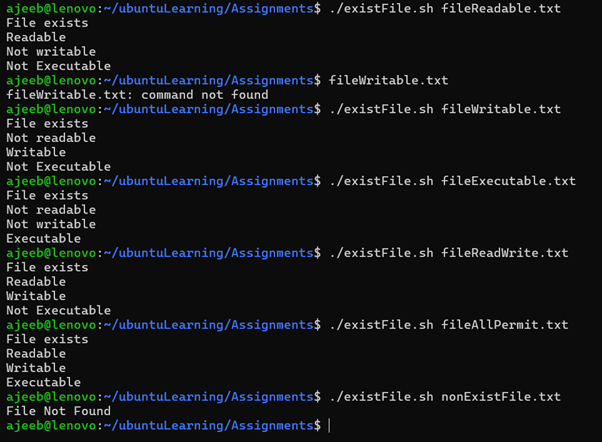 ajeeb@lenovo:~/ubuntuLearning/Assignments$ ./existFile.sh fileReadable.txt
File exists
Readable
Not writable
Not Executable
ajeeb@lenovo:~/ubuntuLearning/Assignments$ fileWritable.txt
fileWritable.txt: command not found
ajeeb@lenovo:~/ubuntuLearning/Assignments$ ./existFile.sh fileWritable.txt
File exists
Not readable
Writable
Not Executable
ajeeb@lenovo:~/ubuntuLearning/Assignments$ ./existFile.sh fileExecutable.txt
File exists
Not readable
Not writable
Executable
ajeeb@lenovo:~/ubuntuLearning/Assignments$ ./existFile.sh fileReadWrite.txt
File exists
Readable
Writable
Not Executable
ajeeb@lenovo:~/ubuntuLearning/Assignments$ ./existFile.sh fileAllPermit.txt
File exists
Readable
Writable
Executable
ajeeb@lenovo:~/ubuntuLearning/Assignments$ ./existFile.sh nonExistFile.txt
File Not Found
ajeeb@lenovo:~/ubuntuLearning/Assignments$